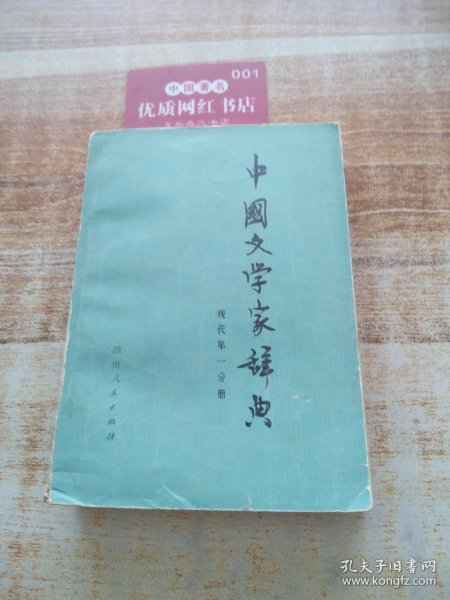 001
中国著名
优质网红书店
中國文学家辞典
现代第一分册
四川人民出版社
孔夫子旧书网
www.kongfz.com